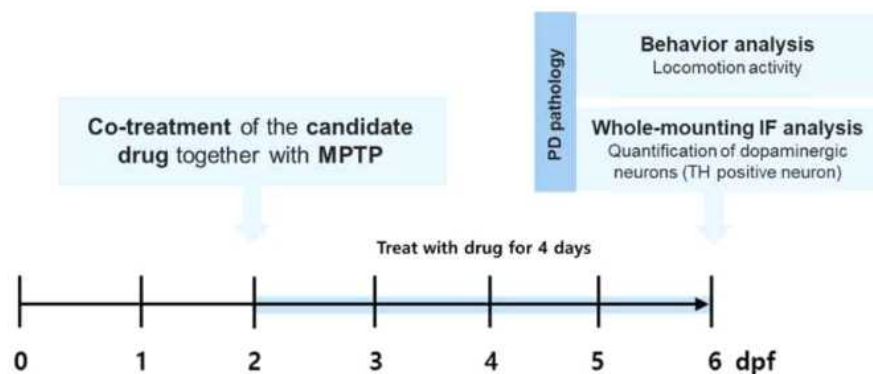 Behavior analysis
Locomotion activity
PD pathology
Whole-mounting IF analysis
Quantification of dopaminergic
neurons (TH positive neuron)
Co-treatment of the candidate
drug together with MPTP
Treat with drug for 4 days
0 1 2 3 4 5 6 dpf